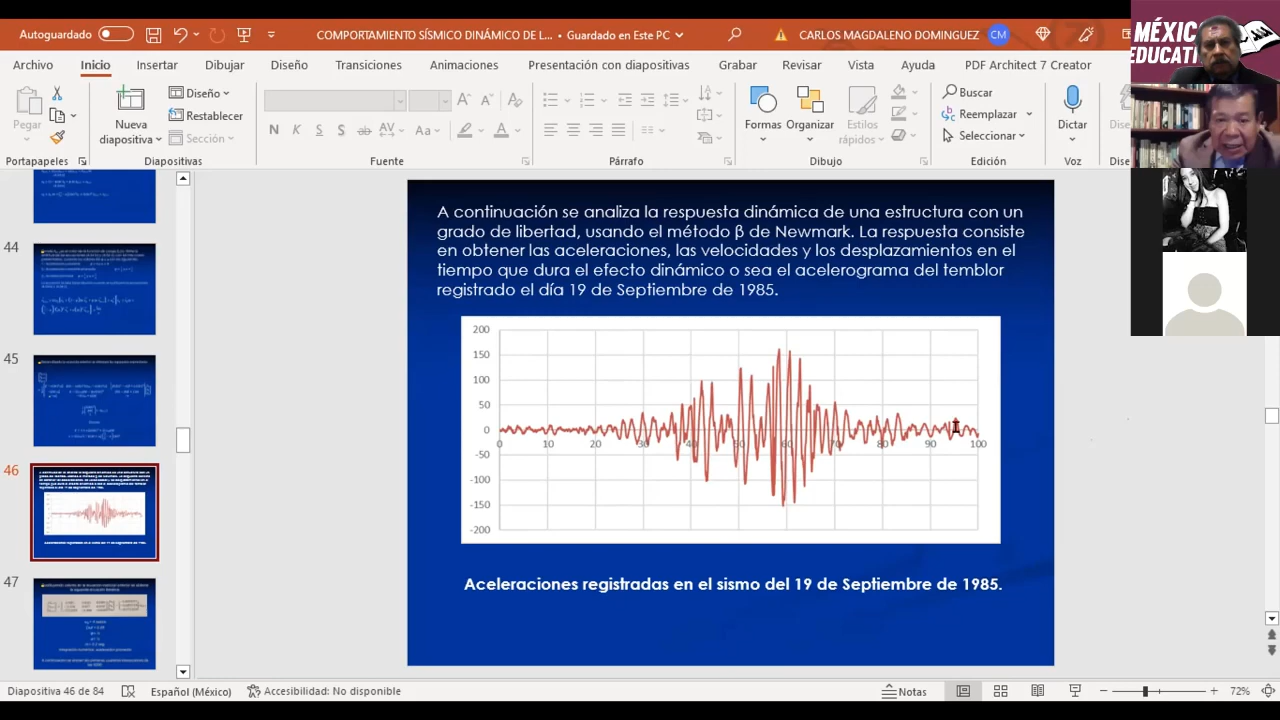 Autoguardado
COMPORTAMIENTO SÍSMICO DINÁMICO DE L... • Guardado en Este PC
CARLOS MAGDALENO DOMINGUEZ
CM
MÉXIC
EDUCATI
Archivo Inicio Insertar Dibujar Diseño Transiciones Animaciones Presentación con diapositivas Grabar Revisar Vista Ayuda PDF Architect 7 Creator
Pegar
Nueva
diapositiva
Diseño
Restablecer
Sección
N K S S ab AV Aa A A
Formas
Organizar
Estilos
rápidos
Buscar
Reemplazar
Seleccionar
Dictar
Dise
Portapapeles Diapositivas Fuente Párrafo Dibujo Edición Voz Dise
44
45
46
47
A continuación se analiza la respuesta dinámica de una estructura con un
grado de libertad, usando el método β de Newmark. La respuesta consiste
en obtener las aceleraciones, las velocidades y los desplazamientos en el
tiempo que dura el efecto dinámico del acelerograma del temblor
registrado el día 19 de Septiembre de 1985.
200
150
100
50
0
-50
-100
-150
-200
0 10 20 30 40 50 60 70 80 90 100
Aceleraciones registradas en el sismo del 19 de Septiembre de 1985.
Diapositiva 46 de 84 Español (México) Accesibilidad: No disponible Notas 72%